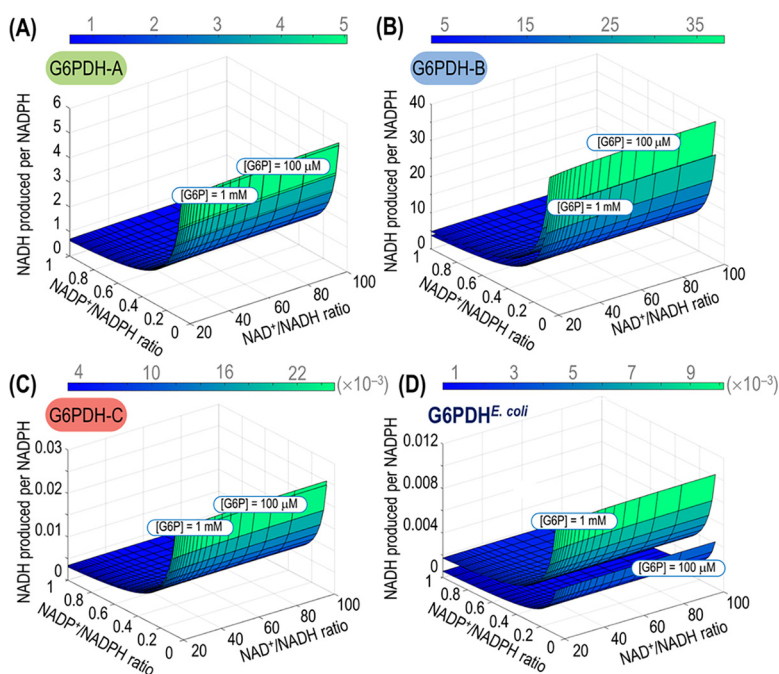 (A)
1 2 3 4 5
G6PDH-A
NADH produced per NADPH
6
5
4
3
2
1
0
[G6P] = 100 μM
[G6P] = 1 mM
1 0.8 0.6 0.4 0.2 0
NADP⁺/NADPH ratio
20 40 60 80 100
NAD⁺/NADH ratio
(B)
5 15 25 35
G6PDH-B
NADH produced per NADPH
40
30
20
10
0
[G6P] = 100 μM
[G6P] = 1 mM
1 0.8 0.6 0.4 0.2 0
NADP⁺/NADPH ratio
20 40 60 80 100
NAD⁺/NADH ratio
(C)
4 10 16 22 (×10⁻³)
G6PDH-C
NADH produced per NADPH
0.03
0.02
0.01
0
[G6P] = 100 μM
[G6P] = 1 mM
1 0.8 0.6 0.4 0.2 0
NADP⁺/NADPH ratio
20 40 60 80 100
NAD⁺/NADH ratio
(D)
1 3 5 7 9 (×10⁻³)
G6PDH^E. coli
NADH produced per NADPH
0.012
0.008
0.004
0
[G6P] = 1 mM
[G6P] = 100 μM
1 0.8 0.6 0.4 0.2 0
NADP⁺/NADPH ratio
20 40 60 80 100
NAD⁺/NADH ratio